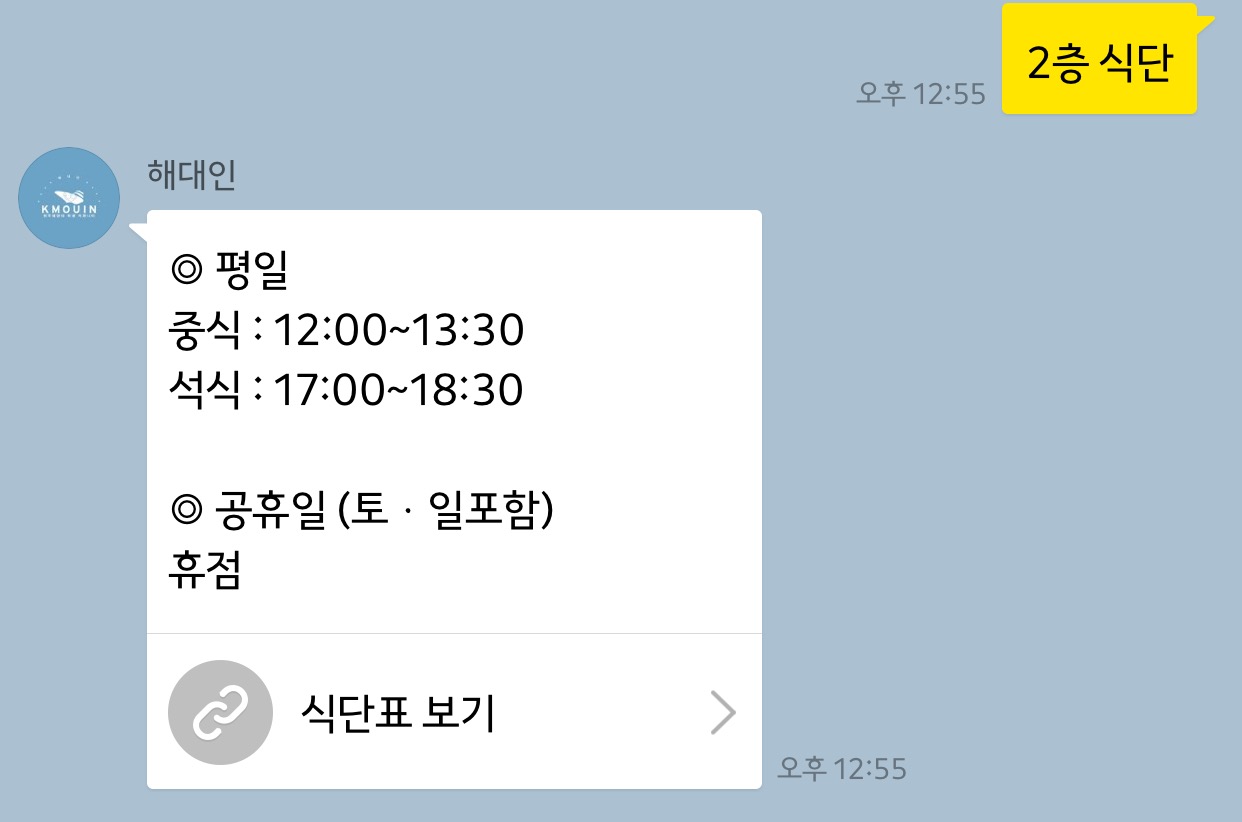 2층 식단
오후 12:55
해대인
KMOUIN
◎ 평일
중식 : 12:00~13:30
석식 : 17:00~18:30
◎ 공휴일 (토 · 일포함)
휴점
식단표 보기
오후 12:55